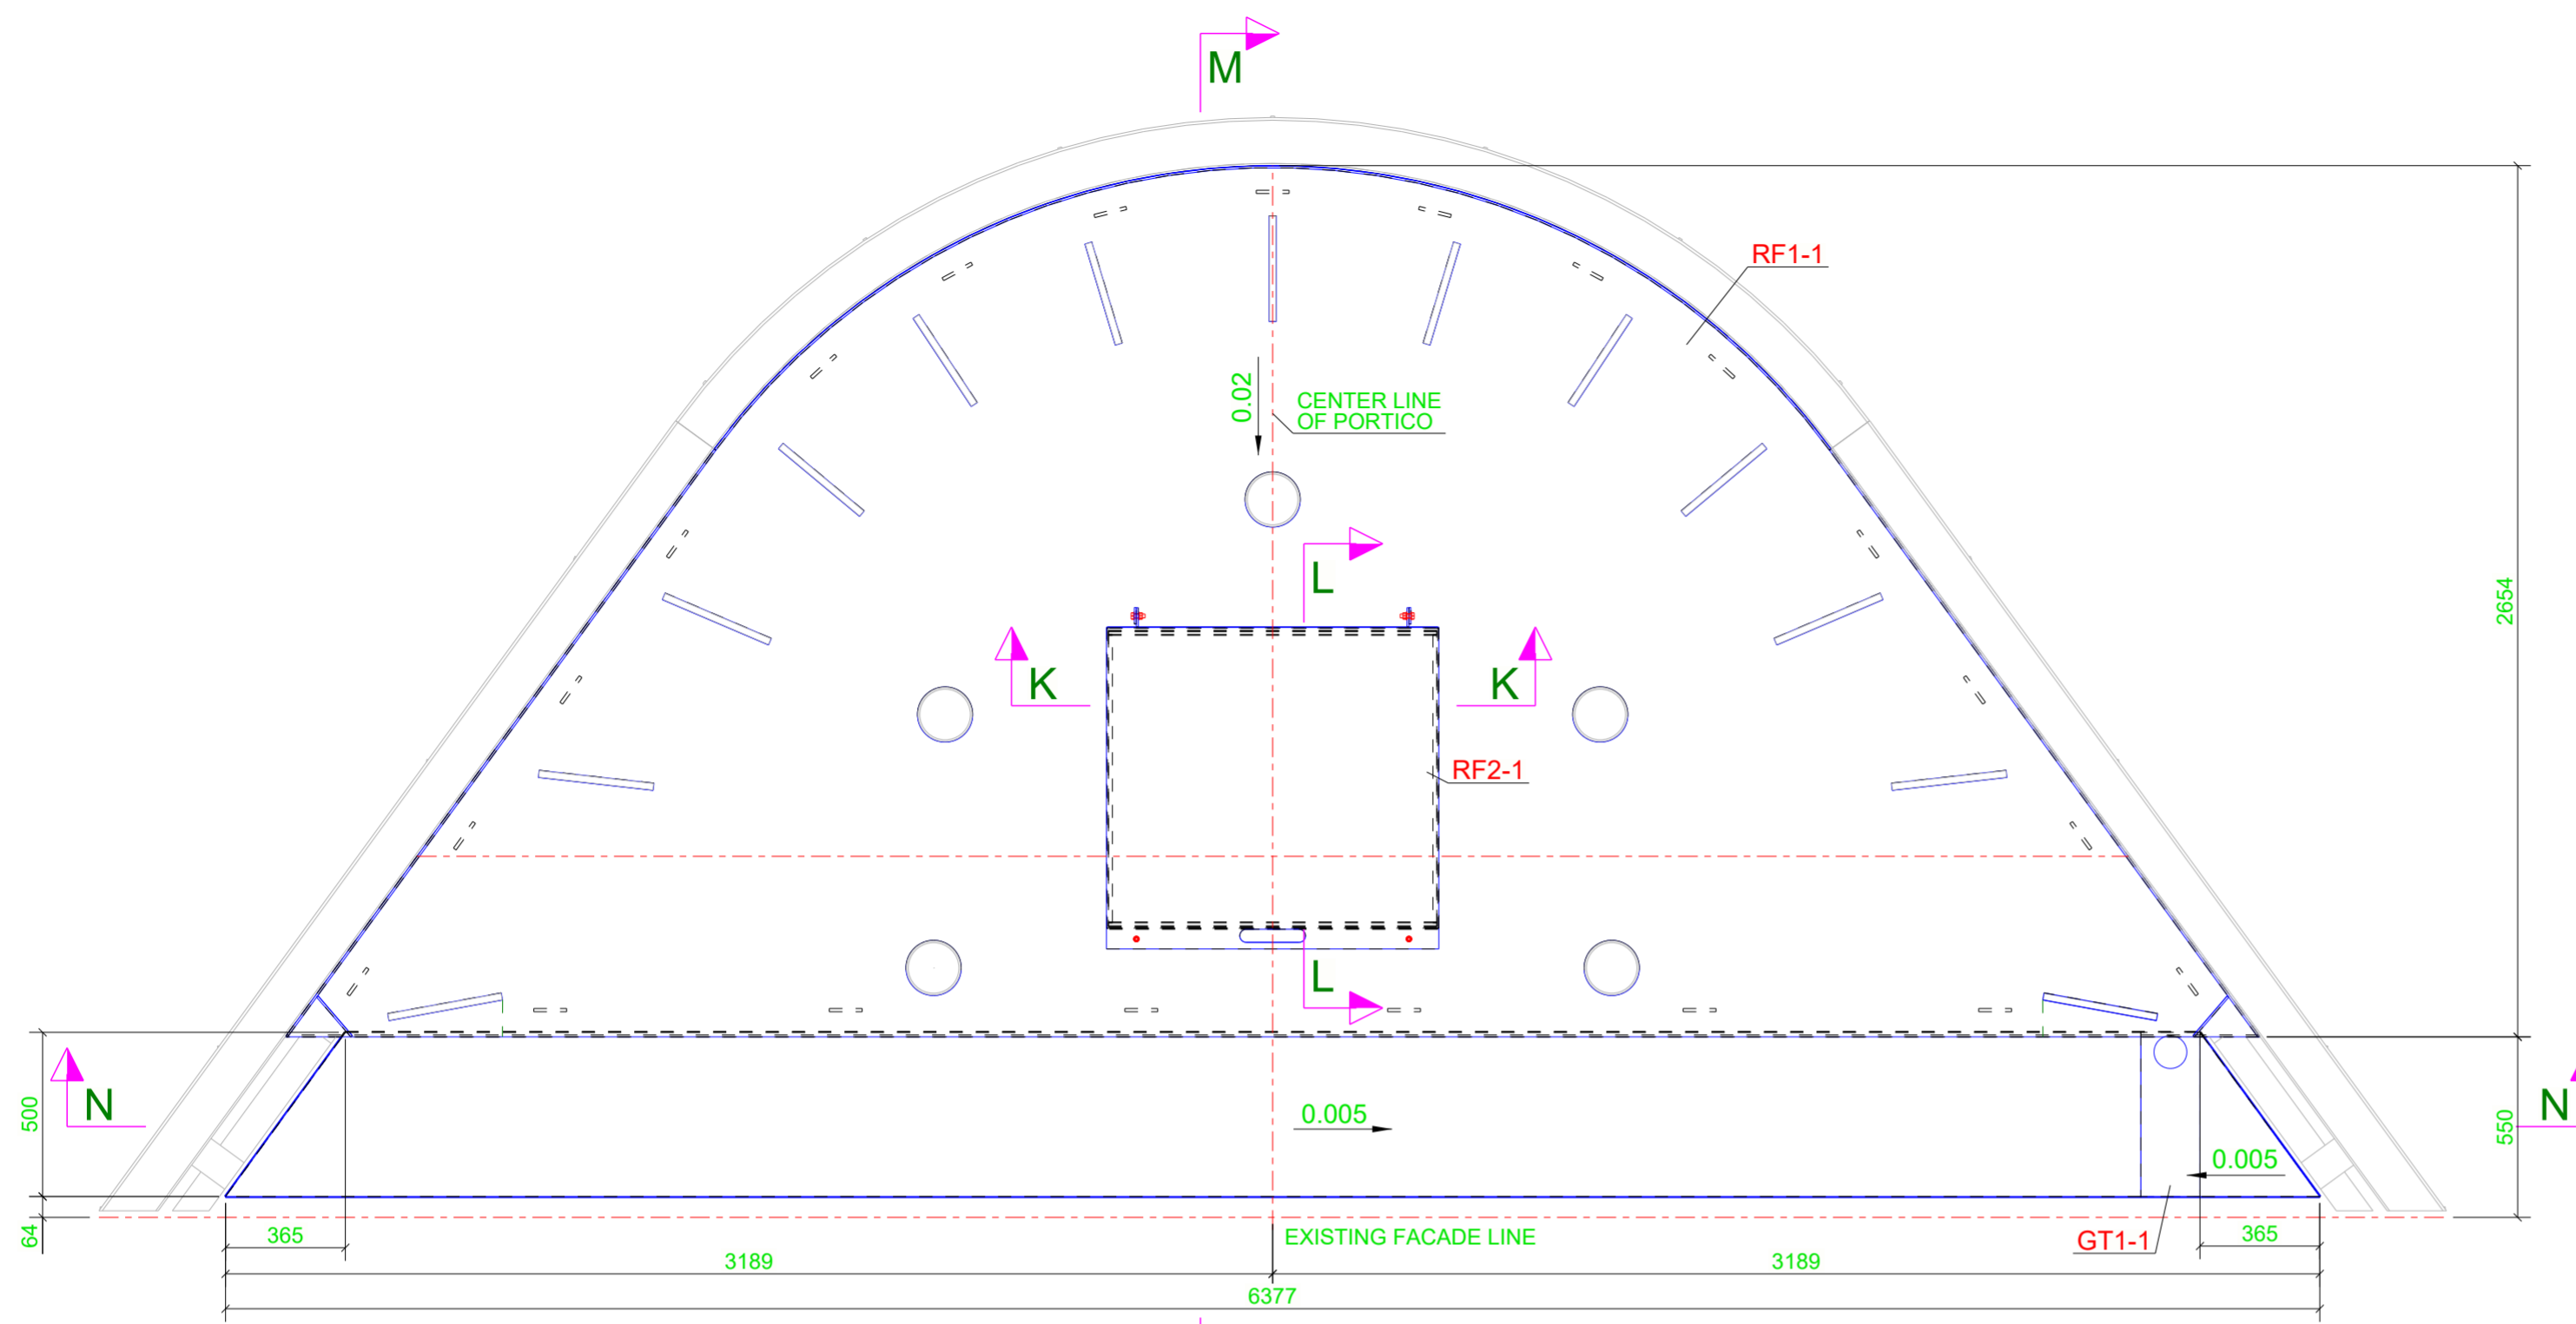 M
RF1-1
0.02
CENTER LINE
OF PORTICO
L
2654
K
K
RF2-1
L
N
500
0.005
0.005
550
N
64
365
EXISTING FACADE LINE
GT1-1
365
3189
3189
6377